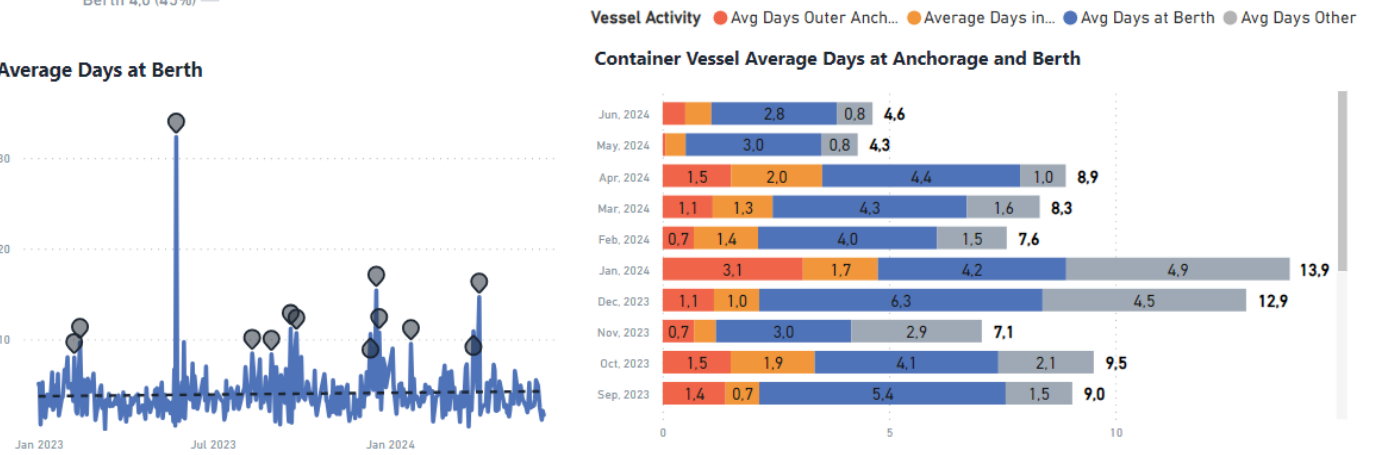 Berth 4,0 (45%)
Average Days at Berth
30
20
10
Jan 2023 Jul 2023 Jan 2024
Vessel Activity Avg Days Outer Anch... Average Days in... Avg Days at Berth Avg Days Other
Container Vessel Average Days at Anchorage and Berth
Jun, 2024 2,8 0,8 4,6
May, 2024 3,0 0,8 4,3
Apr, 2024 1,5 2,0 4,4 1,0 8,9
Mar, 2024 1,1 1,3 4,3 1,6 8,3
Feb, 2024 0,7 1,4 4,0 1,5 7,6
Jan, 2024 3,1 1,7 4,2 4,9 13,9
Dec, 2023 1,1 1,0 6,3 4,5 12,9
Nov, 2023 0,7 3,0 2,9 7,1
Oct, 2023 1,5 1,9 4,1 2,1 9,5
Sep, 2023 1,4 0,7 5,4 1,5 9,0
0 5 10